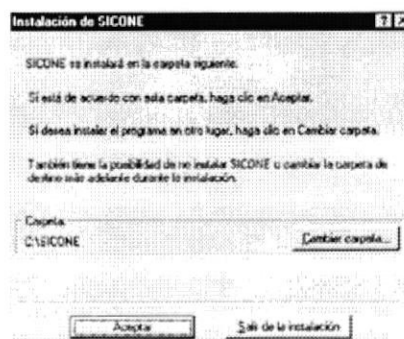 Instalación de SICONE
SICONE se instalará en la carpeta siguiente.
Si está de acuerdo con esta carpeta, haga clic en Aceptar.
Si desea instalar el programa en otro lugar, haga clic en Cambiar carpeta.
También tiene la posibilidad de no instalar SICONE o cambiar la carpeta de
destino más adelante durante la instalación.
Carpeta:
C:\SICONE
Cambiar carpeta...
Aceptar
Salir de la instalación